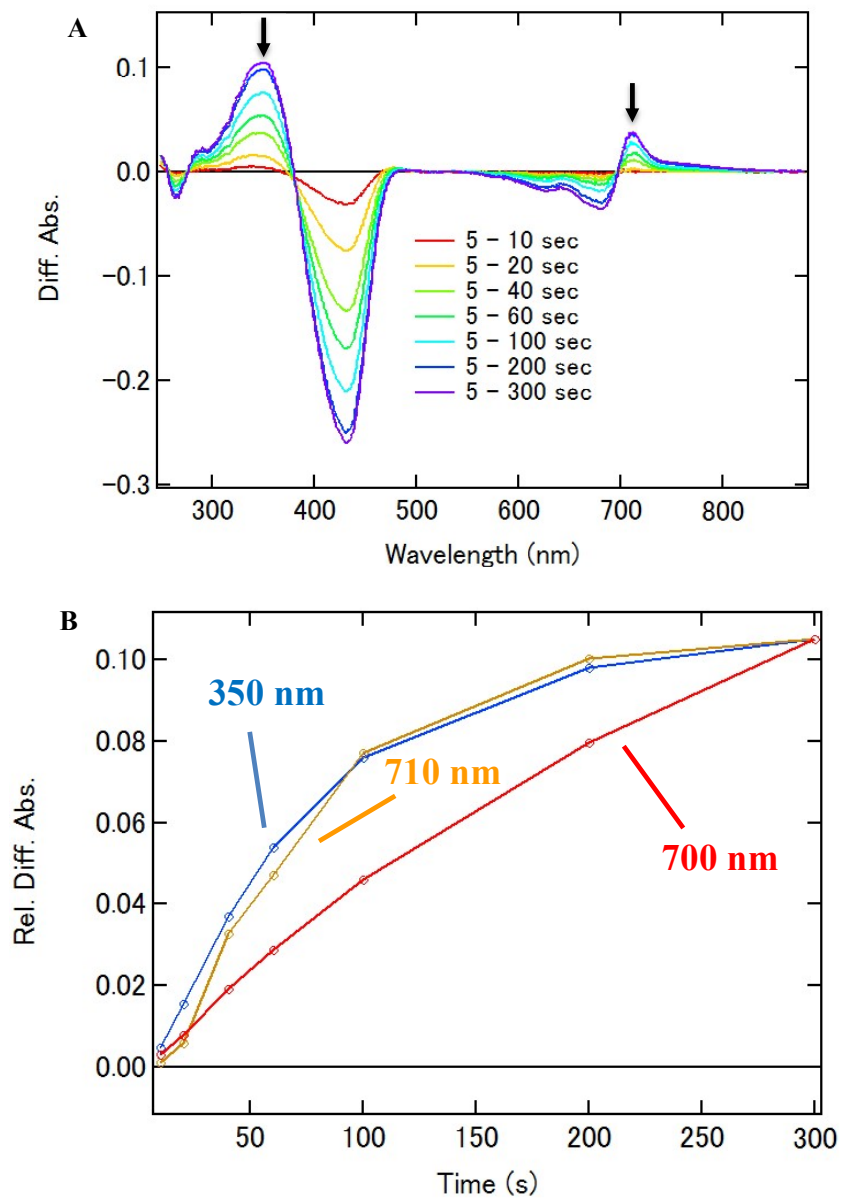 A
0.1
0.0
−0.1
−0.2
−0.3
Diff. Abs.
5 − 10 sec
5 − 20 sec
5 − 40 sec
5 − 60 sec
5 − 100 sec
5 − 200 sec
5 − 300 sec
300 400 500 600 700 800
Wavelength (nm)
B
0.10
0.08
0.06
0.04
0.02
0.00
Rel. Diff. Abs.
350 nm
710 nm
700 nm
50 100 150 200 250 300
Time (s)